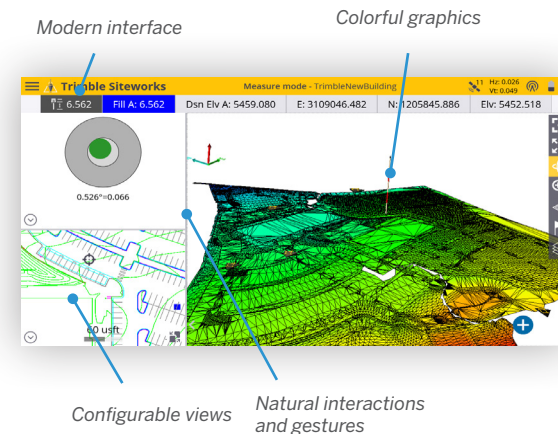 Modern interface
Colorful graphics
Trimble Siteworks
Measure mode - TrimbleNewBuilding
11 Hz: 0.026
Vt: 0.049
6.562
Fill A: 6.562
Dsn Elv A: 5459.080
E: 3109046.482
N: 1205845.886
Elv: 5452.518
0.526°=0.066
60 usft
Configurable views
Natural interactions
and gestures